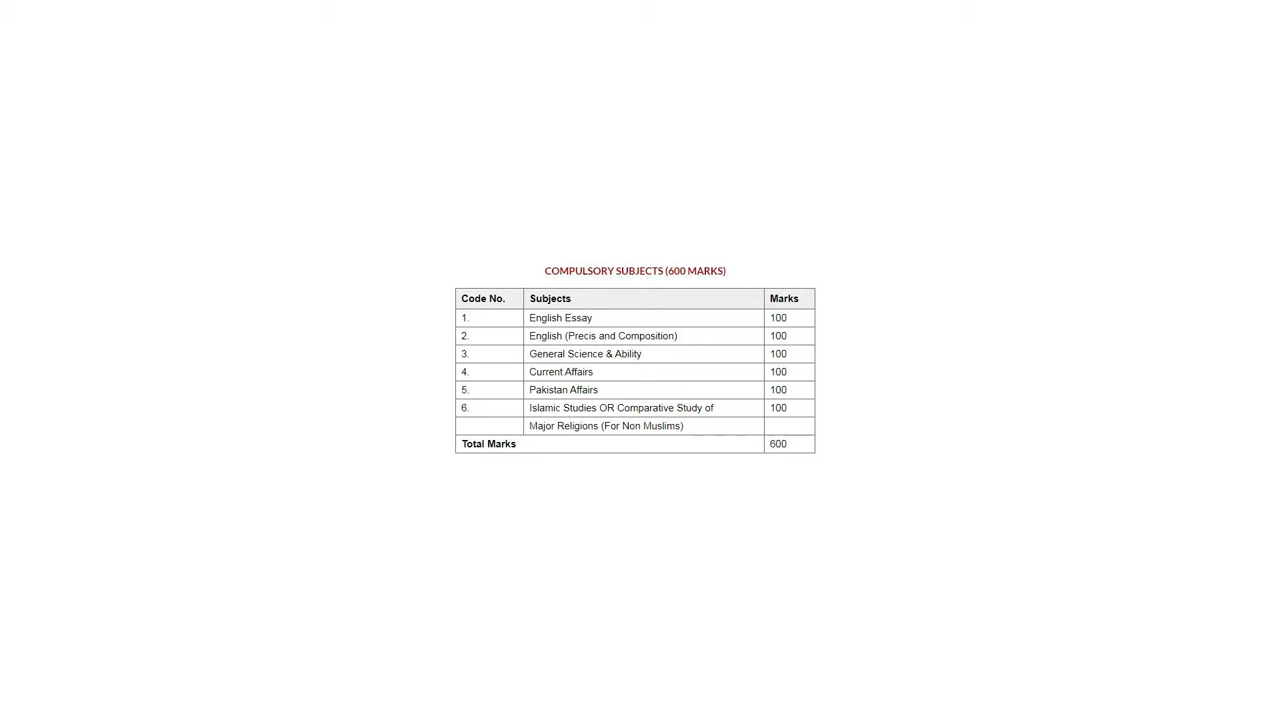 COMPULSORY SUBJECTS (600 MARKS)
Code No. Subjects Marks
1. English Essay 100
2. English (Precis and Composition) 100
3. General Science & Ability 100
4. Current Affairs 100
5. Pakistan Affairs 100
6. Islamic Studies OR Comparative Study of 100
Major Religions (For Non Muslims)
Total Marks 600